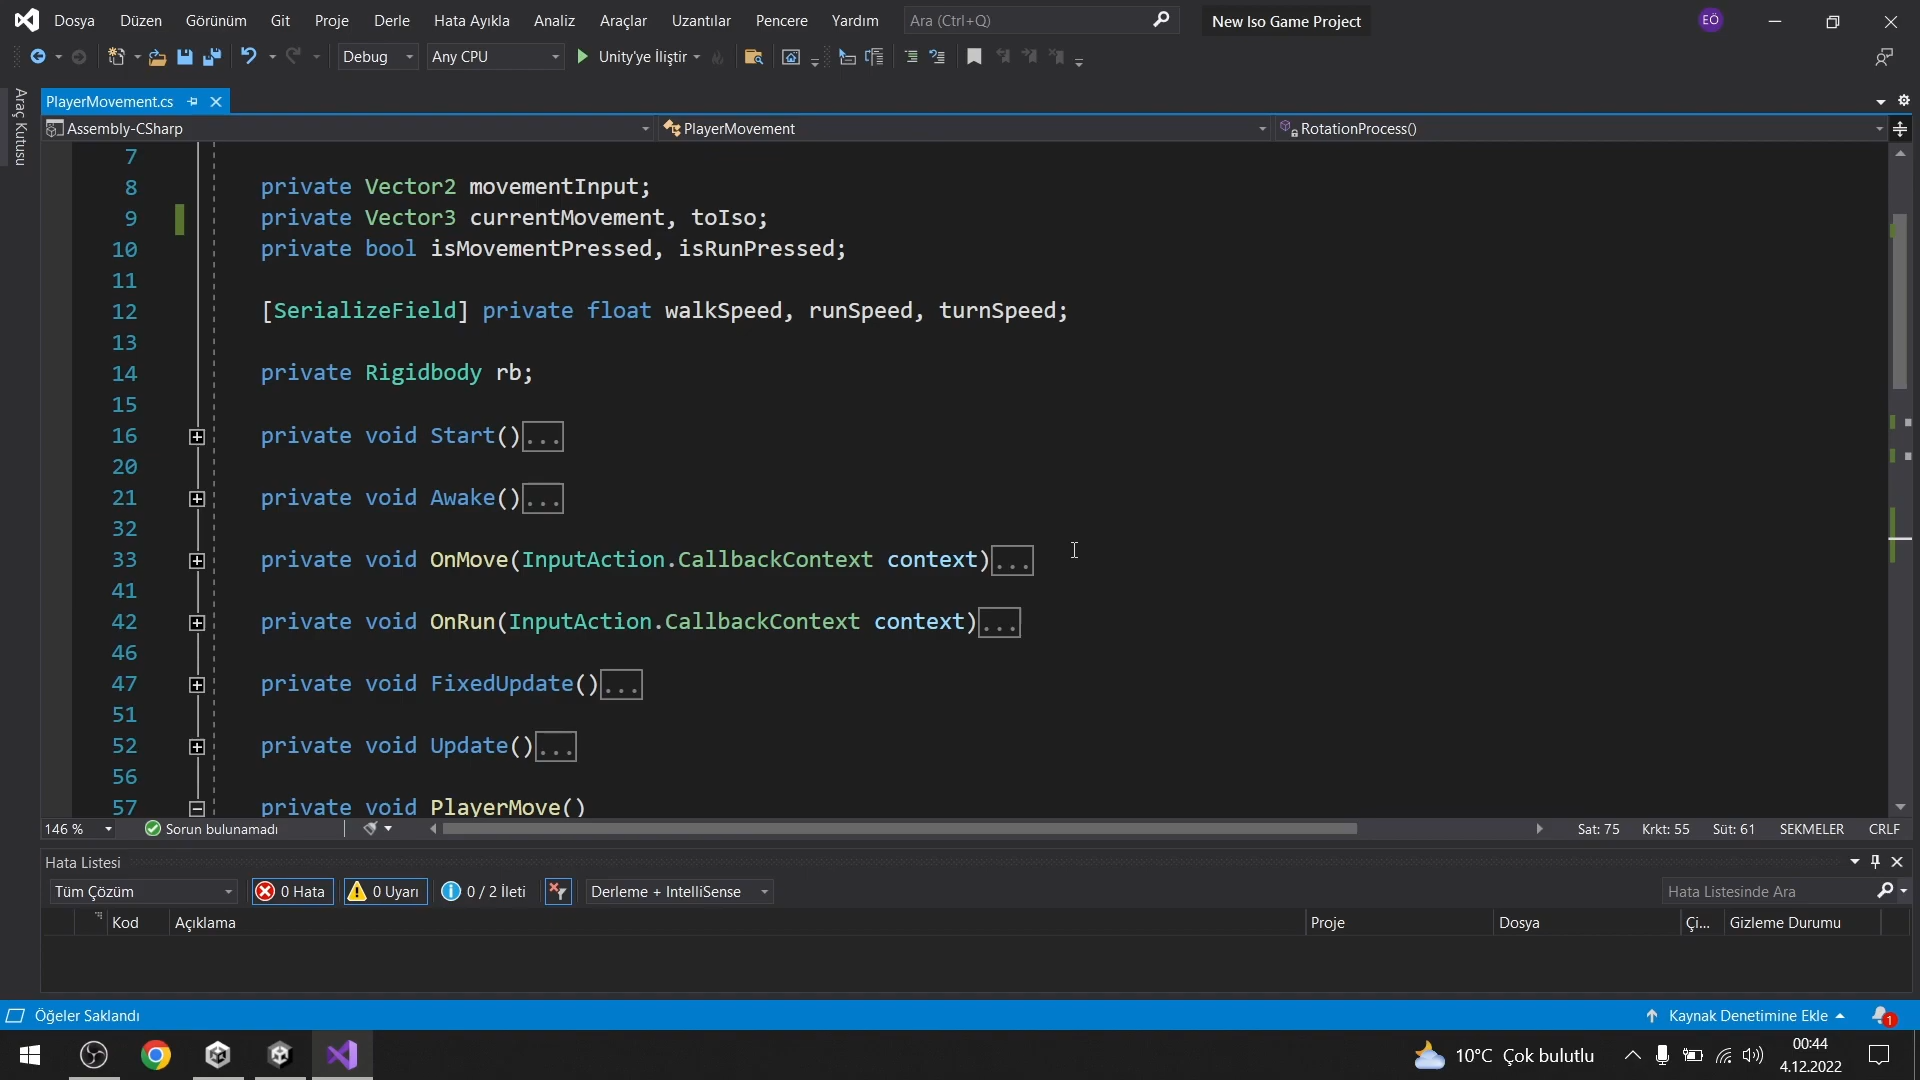 Dosya Düzen Görünüm Git Proje Derle Hata Ayıkla Analiz Araçlar Uzantılar Pencere Yardım Ara (Ctrl+Q) New Iso Game Project EÖ
Debug Any CPU Unity'ye İliştir
Araç Kutusu
PlayerMovement.cs
Assembly-CSharp PlayerMovement RotationProcess()
7
8 private Vector2 movementInput;
9 private Vector3 currentMovement, toIso;
10 private bool isMovementPressed, isRunPressed;
11
12 [SerializeField] private float walkSpeed, runSpeed, turnSpeed;
13
14 private Rigidbody rb;
15
16 private void Start()...
20
21 private void Awake()...
32
33 private void OnMove(InputAction.CallbackContext context)...
41
42 private void OnRun(InputAction.CallbackContext context)...
46
47 private void FixedUpdate()...
51
52 private void Update()...
56
57 private void PlayerMove()
146 % Sorun bulunamadı Sat: 75 Krkt: 55 Süt: 61 SEKMELER CRLF
Hata Listesi
Tüm Çözüm 0 Hata 0 Uyarı 0 / 2 İleti Derleme + IntelliSense Hata Listesinde Ara
Kod Açıklama Proje Dosya Çi... Gizleme Durumu
Öğeler Saklandı Kaynak Denetimine Ekle 1
10°C Çok bulutlu 00:44
4.12.2022